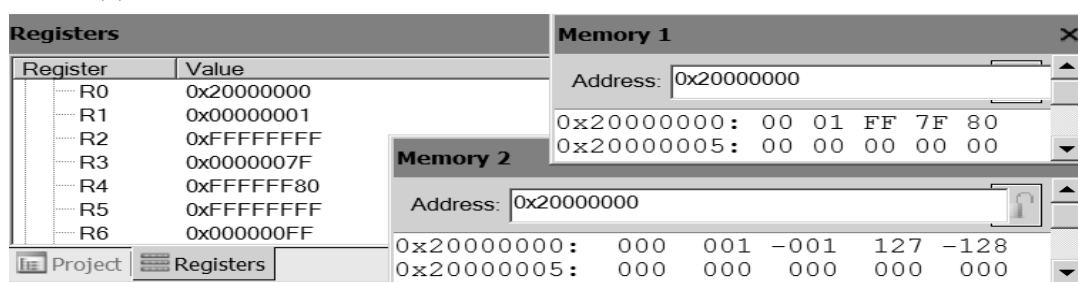 Registers
Register Value
R0 0x20000000
R1 0x00000001
R2 0xFFFFFFFF
R3 0x0000007F
R4 0xFFFFFF80
R5 0xFFFFFFFF
R6 0x000000FF
Project Registers
Memory 1
Address: 0x20000000
0x20000000: 00 01 FF 7F 80
0x20000005: 00 00 00 00 00
Memory 2
Address: 0x20000000
0x20000000: 000 001 -001 127 -128
0x20000005: 000 000 000 000 000